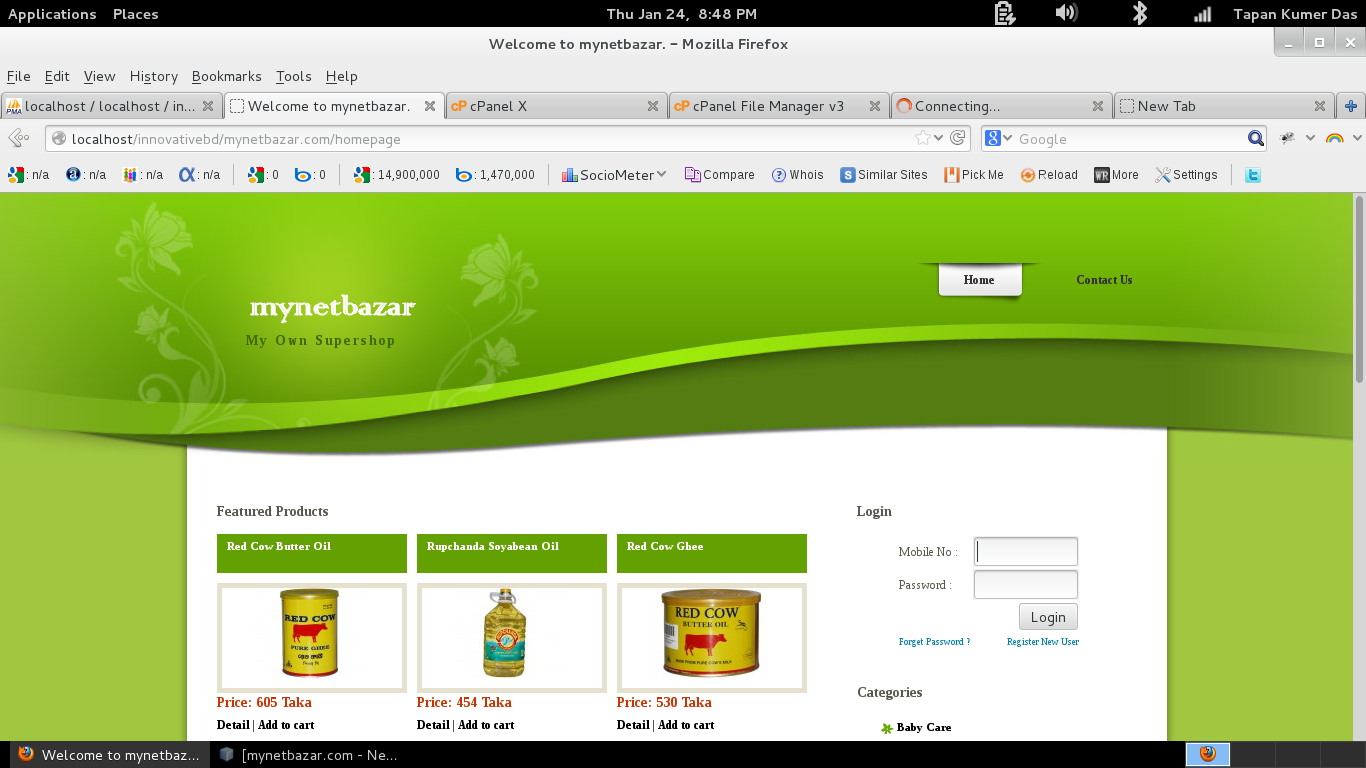 Applications Places Thu Jan 24, 8:48 PM Tapan Kumer Das
Welcome to mynetbazar. - Mozilla Firefox
File Edit View History Bookmarks Tools Help
localhost / localhost / in... Welcome to mynetbazar. cPanel X cPanel File Manager v3 Connecting... New Tab
localhost/innovativebd/mynetbazar.com/homepage Google
: n/a : n/a : n/a : n/a : 0 : 0 : 14,900,000 : 1,470,000 SocioMeter Compare Whois Similar Sites Pick Me Reload More Settings
Home Contact Us
mynetbazar
My Own Supershop
Featured Products
Red Cow Butter Oil Rupchanda Soyabean Oil Red Cow Ghee
RED COW
PURE GHEE
RED COW
BUTTER OIL
MADE FROM PURE COW'S MILK
Price: 605 Taka Price: 454 Taka Price: 530 Taka
Detail | Add to cart Detail | Add to cart Detail | Add to cart
Login
Mobile No :
Password :
Login
Forget Password ? Register New User
Categories
Baby Care
Welcome to mynetbaz... [mynetbazar.com - Ne...